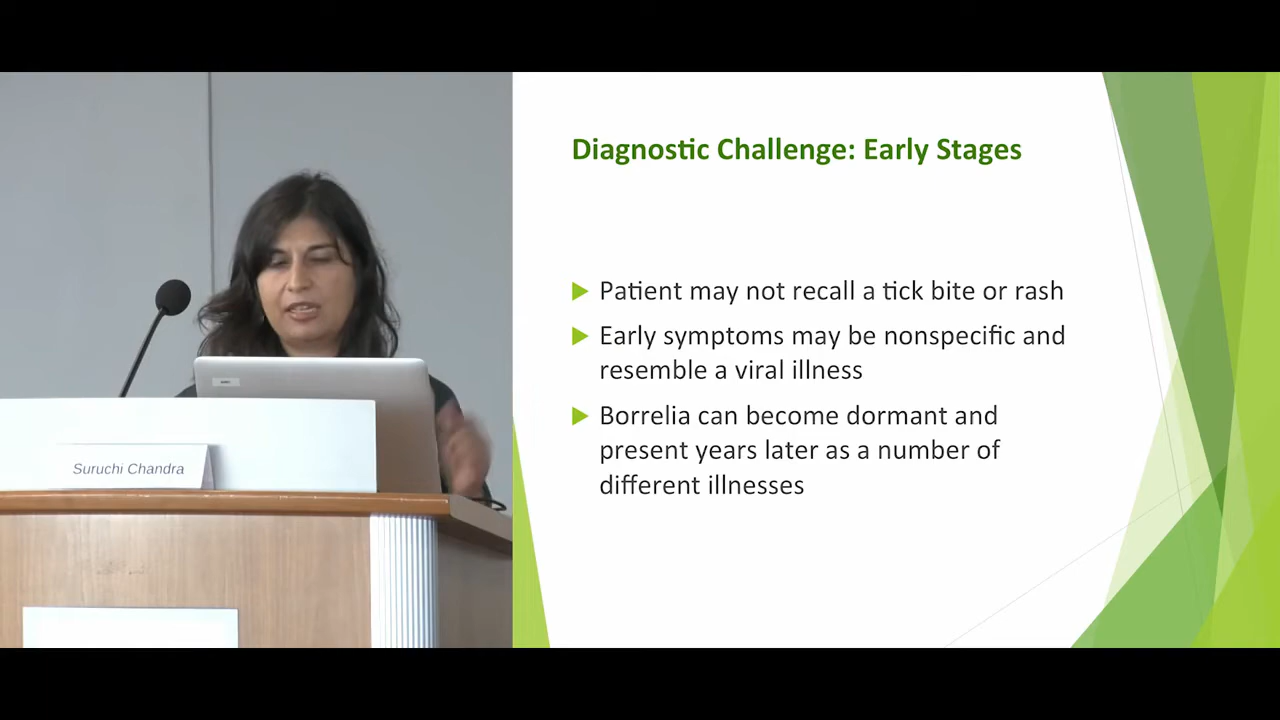 Diagnostic Challenge: Early Stages
Patient may not recall a tick bite or rash
Early symptoms may be nonspecific and
resemble a viral illness
Borrelia can become dormant and
present years later as a number of
different illnesses
Suruchi Chandra